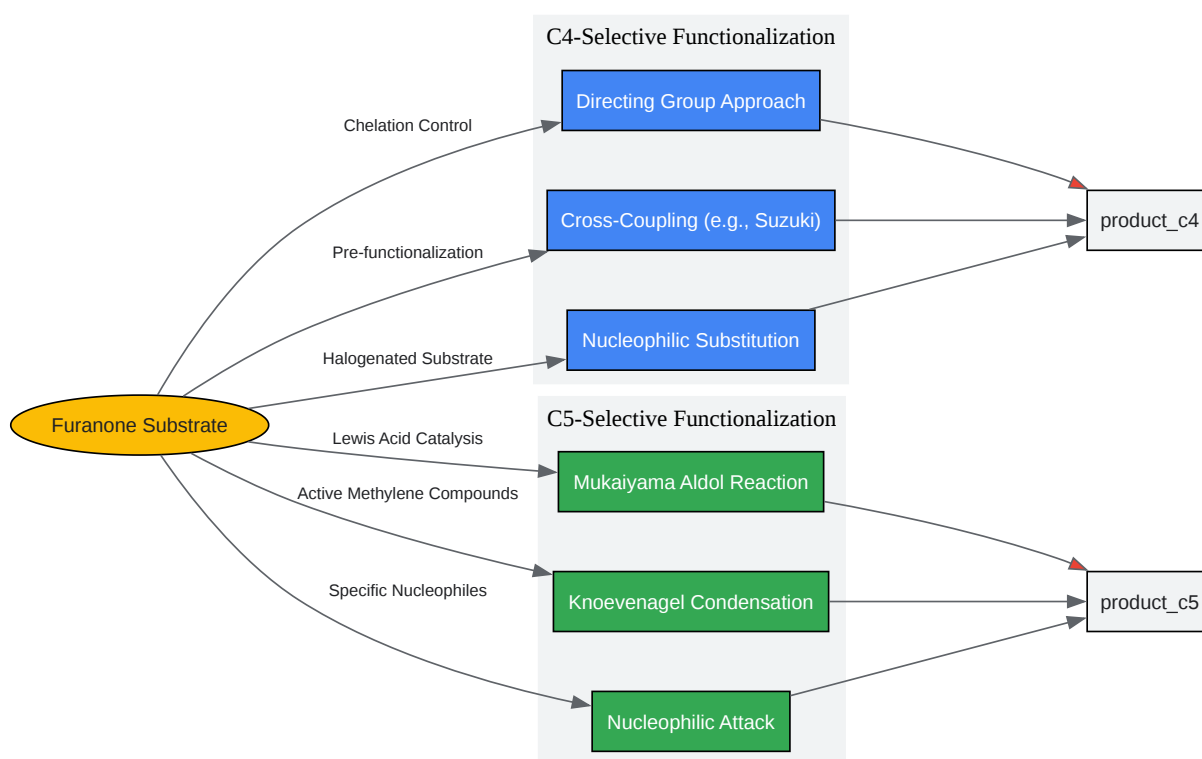 C4-Selective Functionalization
Directing Group Approach
Chelation Control
Cross-Coupling (e.g., Suzuki)
product_c4
Pre-functionalization
Nucleophilic Substitution
Halogenated Substrate
Furanone Substrate
C5-Selective Functionalization
Lewis Acid Catalysis
Mukaiyama Aldol Reaction
Active Methylene Compounds
Knoevenagel Condensation
product_c5
Specific Nucleophiles
Nucleophilic Attack